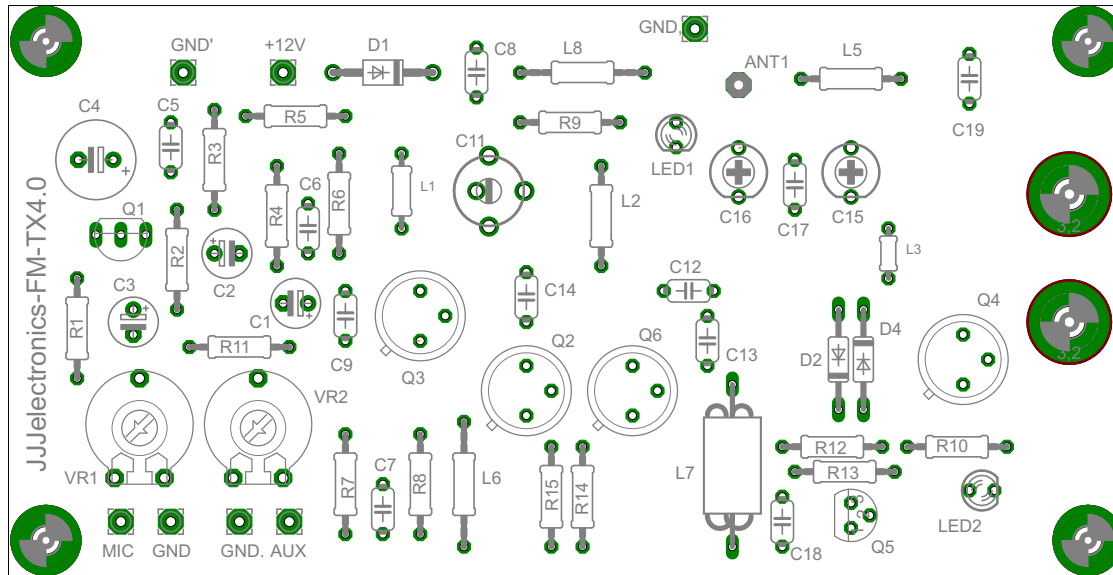 GND'
+12V
D1
C8
L8
GND,
ANT1
L5
C19
C4
C5
R3
R5
R9
LED1
C11
C16
C17
C15
+
Q1
R2
R4
C6
R6
L1
L2
L3
3,2
+
C2
C3
+
R1
C1
+
C9
Q3
C14
C12
C13
Q2
Q6
D2
D4
Q4
3,2
R11
VR2
VR1
JJJelectronics-FM-TX4.0
R7
C7
R8
L6
R15
R14
L7
R12
R13
R10
C18
Q5
LED2
MIC
GND
GND.
AUX